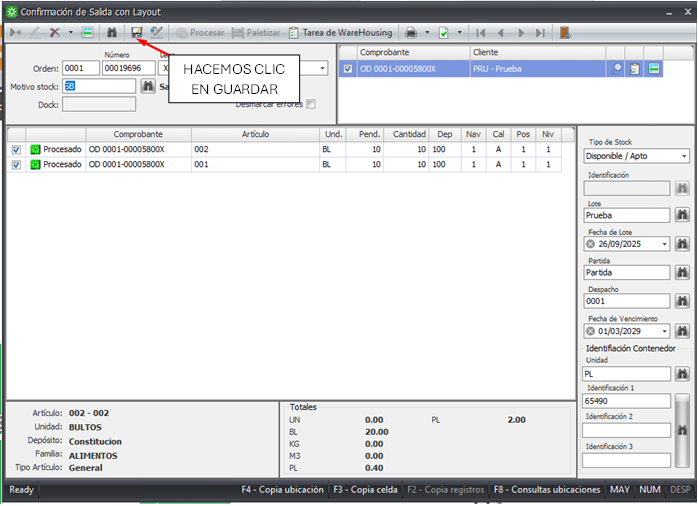 Confirmación de Salida con Layout
Procesar Paletizar Tarea de WareHousing
Número
Orden: 0001 00019696 X
Motivo stock: SB Sa
Dock: Desmarcar errores
HACEMOS CLIC
EN GUARDAR
Comprobante Cliente
OD 0001-00005800X PRU - Prueba
Comprobante Artículo Und. Pend. Cantidad Dep Nav Cal Pos Niv
Procesado OD 0001-00005800X 002 BL 10 10 100 1 A 1 1
Procesado OD 0001-00005800X 001 BL 10 10 100 1 A 1 1
Tipo de Stock
Disponible / Apto
Identificación
Lote
Prueba
Fecha de Lote
26/09/2025
Partida
Partida
Despacho
0001
Fecha de Vencimiento
01/03/2029
Identifiación Contenedor
Unidad
PL
Identificación 1
65490
Identificación 2
Identificación 3
Artículo: 002 - 002
Unidad: BULTOS
Depósito: Constitucion
Familia: ALIMENTOS
Tipo Artículo: General
Totales
UN 0.00 PL 2.00
BL 20.00
KG 0.00
M3 0.00
PL 0.40
Ready F4 - Copia ubicación F3 - Copia celda F2 - Copia registros F8 - Consultas ubicaciones MAY NUM DESP